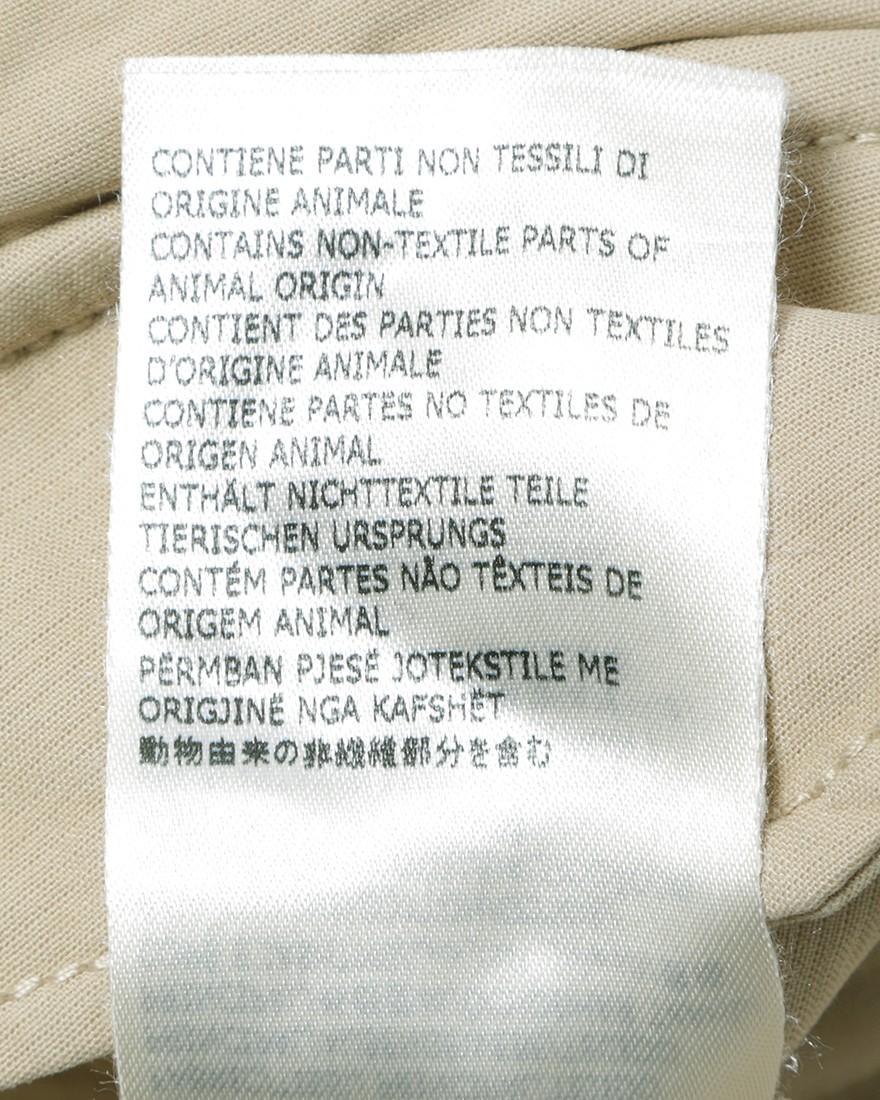 CONTIENE PARTI NON TESSILI DI
ORIGINE ANIMALE
CONTAINS NON-TEXTILE PARTS OF
ANIMAL ORIGIN
CONTIENT DES PARTIES NON TEXTILES
D'ORIGINE ANIMALE
CONTIENE PARTES NO TEXTILES DE
ORIGEN ANIMAL
ENTHÄLT NICHTTEXTILE TEILE
TIERISCHEN URSPRUNGS
CONTÉM PARTES NÃO TÊXTEIS DE
ORIGEM ANIMAL
PËRMBAN PJESË JOTEKSTILE ME
ORIGJINË NGA KAFSHËT
動物由来の非繊維部分を含む